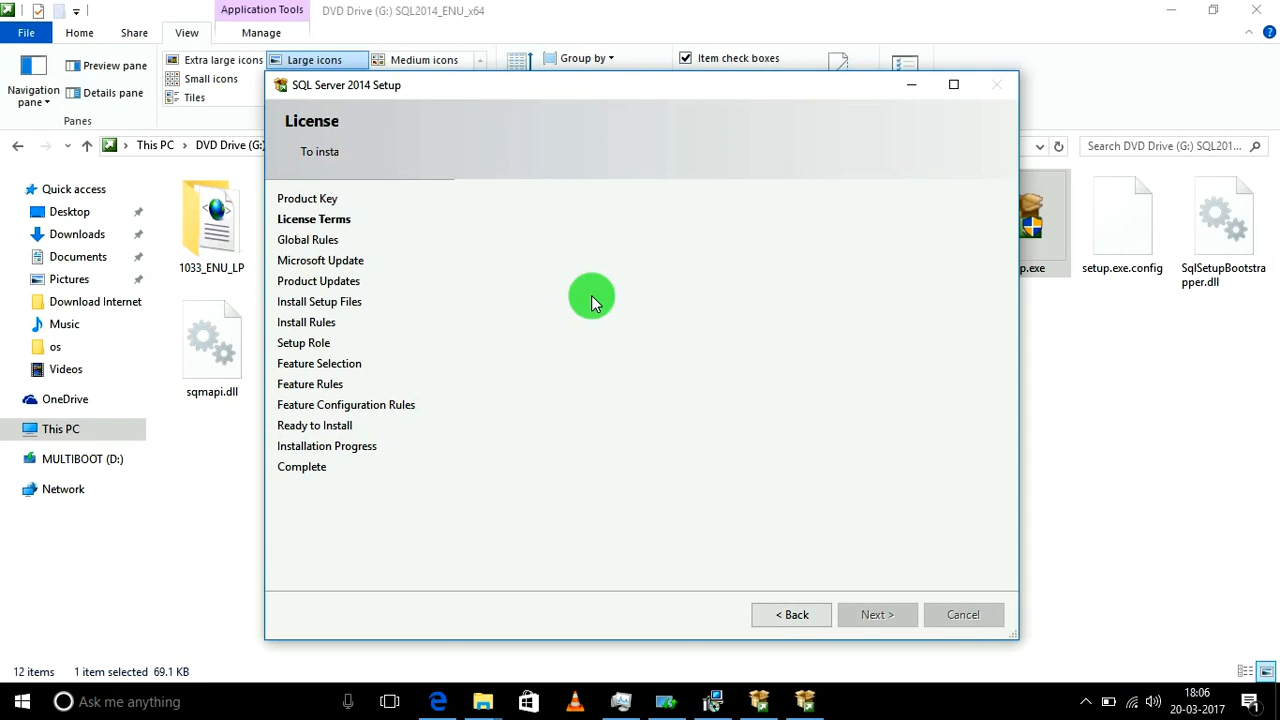 Application Tools
DVD Drive (G:) SQL2014_ENU_x64
File
Home
Share
View
Manage
Navigation
pane
Preview pane
Details pane
Panes
Extra large icons
Large icons
Medium icons
Small icons
Tiles
Group by
Item check boxes
This PC
DVD Drive (G:)
Search DVD Drive (G:) SQL201...
Quick access
Desktop
Downloads
Documents
Pictures
Download Internet
Music
os
Videos
OneDrive
This PC
MULTIBOOT (D:)
Network
1033_ENU_LP
sqmapi.dll
p.exe
setup.exe.config
SqlSetupBootstra
pper.dll
SQL Server 2014 Setup
License
To insta
Product Key
License Terms
Global Rules
Microsoft Update
Product Updates
Install Setup Files
Install Rules
Setup Role
Feature Selection
Feature Rules
Feature Configuration Rules
Ready to Install
Installation Progress
Complete
< Back
Next >
Cancel
12 items
1 item selected 69.1 KB
Ask me anything
18:06
20-03-2017
1